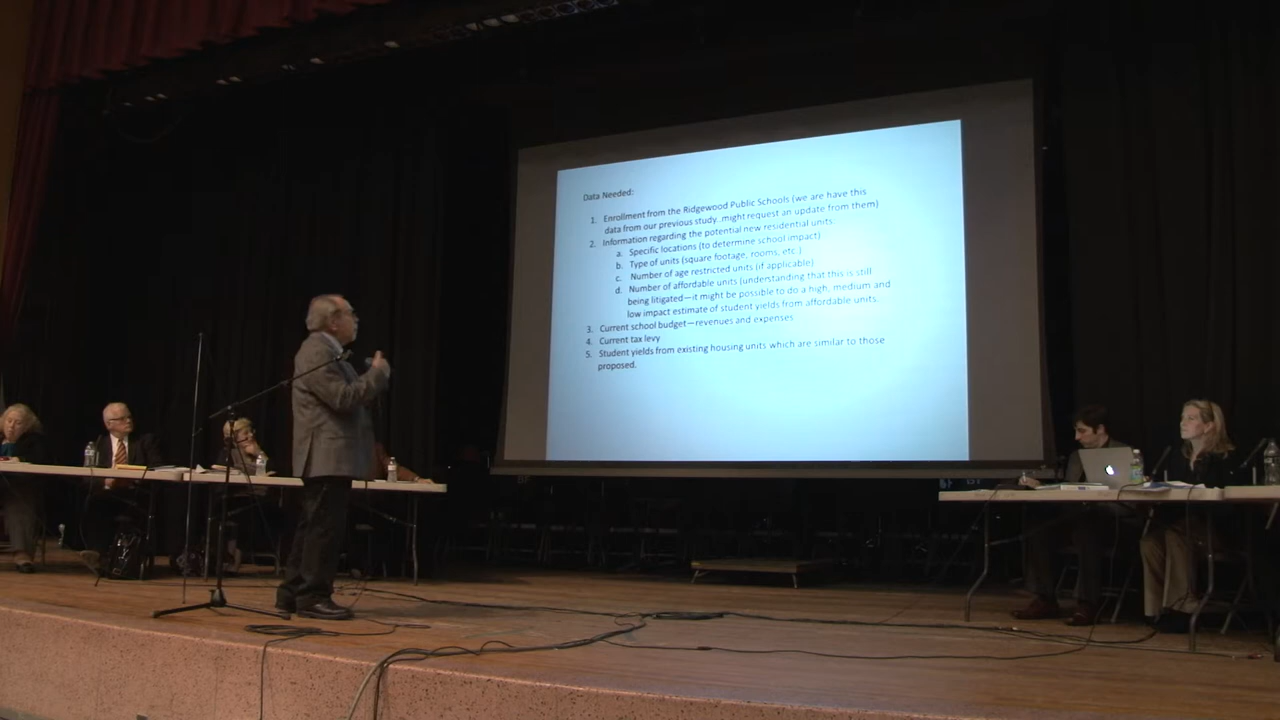 Data Needed:
1. Enrollment from the Ridgewood Public Schools (we are have this
data from our previous study..might request an update from them)
2. Information regarding the potential new residential units:
a. Specific locations (to determine school impact)
b. Type of units (square footage, rooms, etc.)
c. Number of age restricted units (if applicable)
d. Number of affordable units (understanding that this is still
being litigated—it might be possible to do a high, medium and
low impact estimate of student yields from affordable units.
3. Current school budget—revenues and expenses
4. Current tax levy
5. Student yields from existing housing units which are similar to those
proposed.